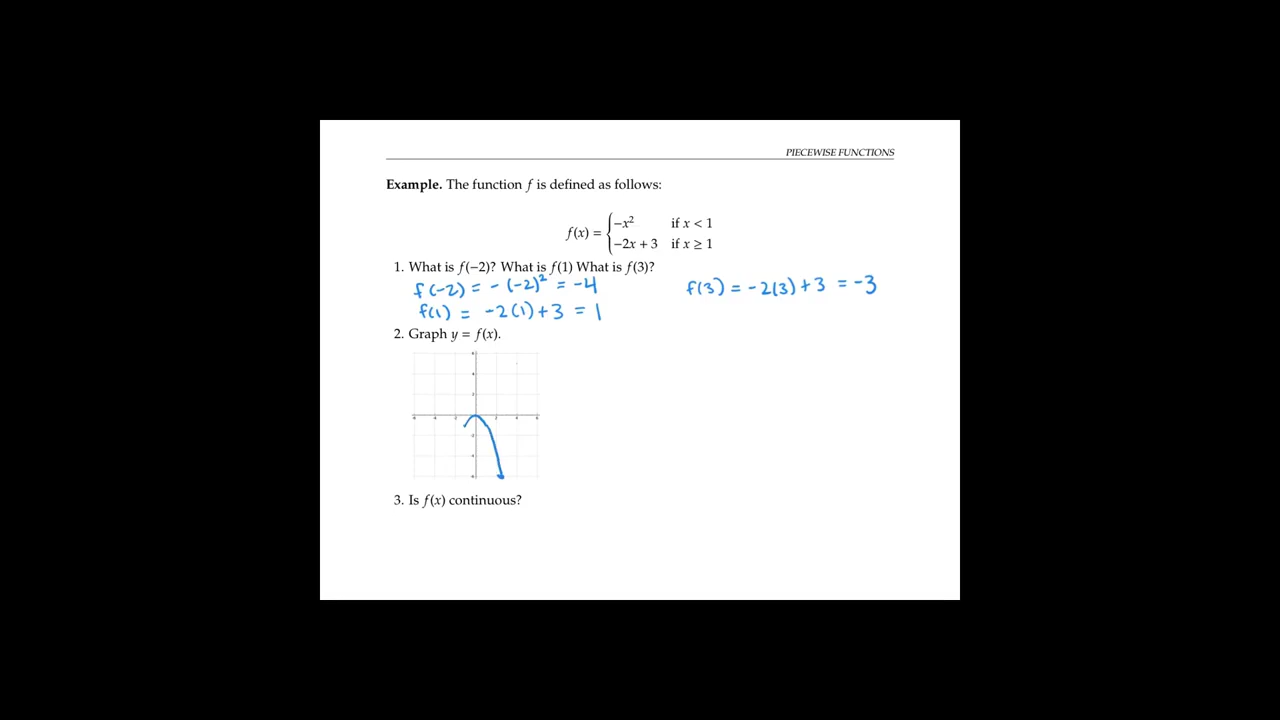 PIECEWISE FUNCTIONS
Example. The function f is defined as follows:
f(x) = { −x² if x < 1
−2x + 3 if x ≥ 1
1. What is f(−2)? What is f(1) What is f(3)?
f(-2) = -(-2)² = -4 f(3) = -2(3)+3 = -3
f(1) = -2(1)+3 = 1
2. Graph y = f(x).
3. Is f(x) continuous?